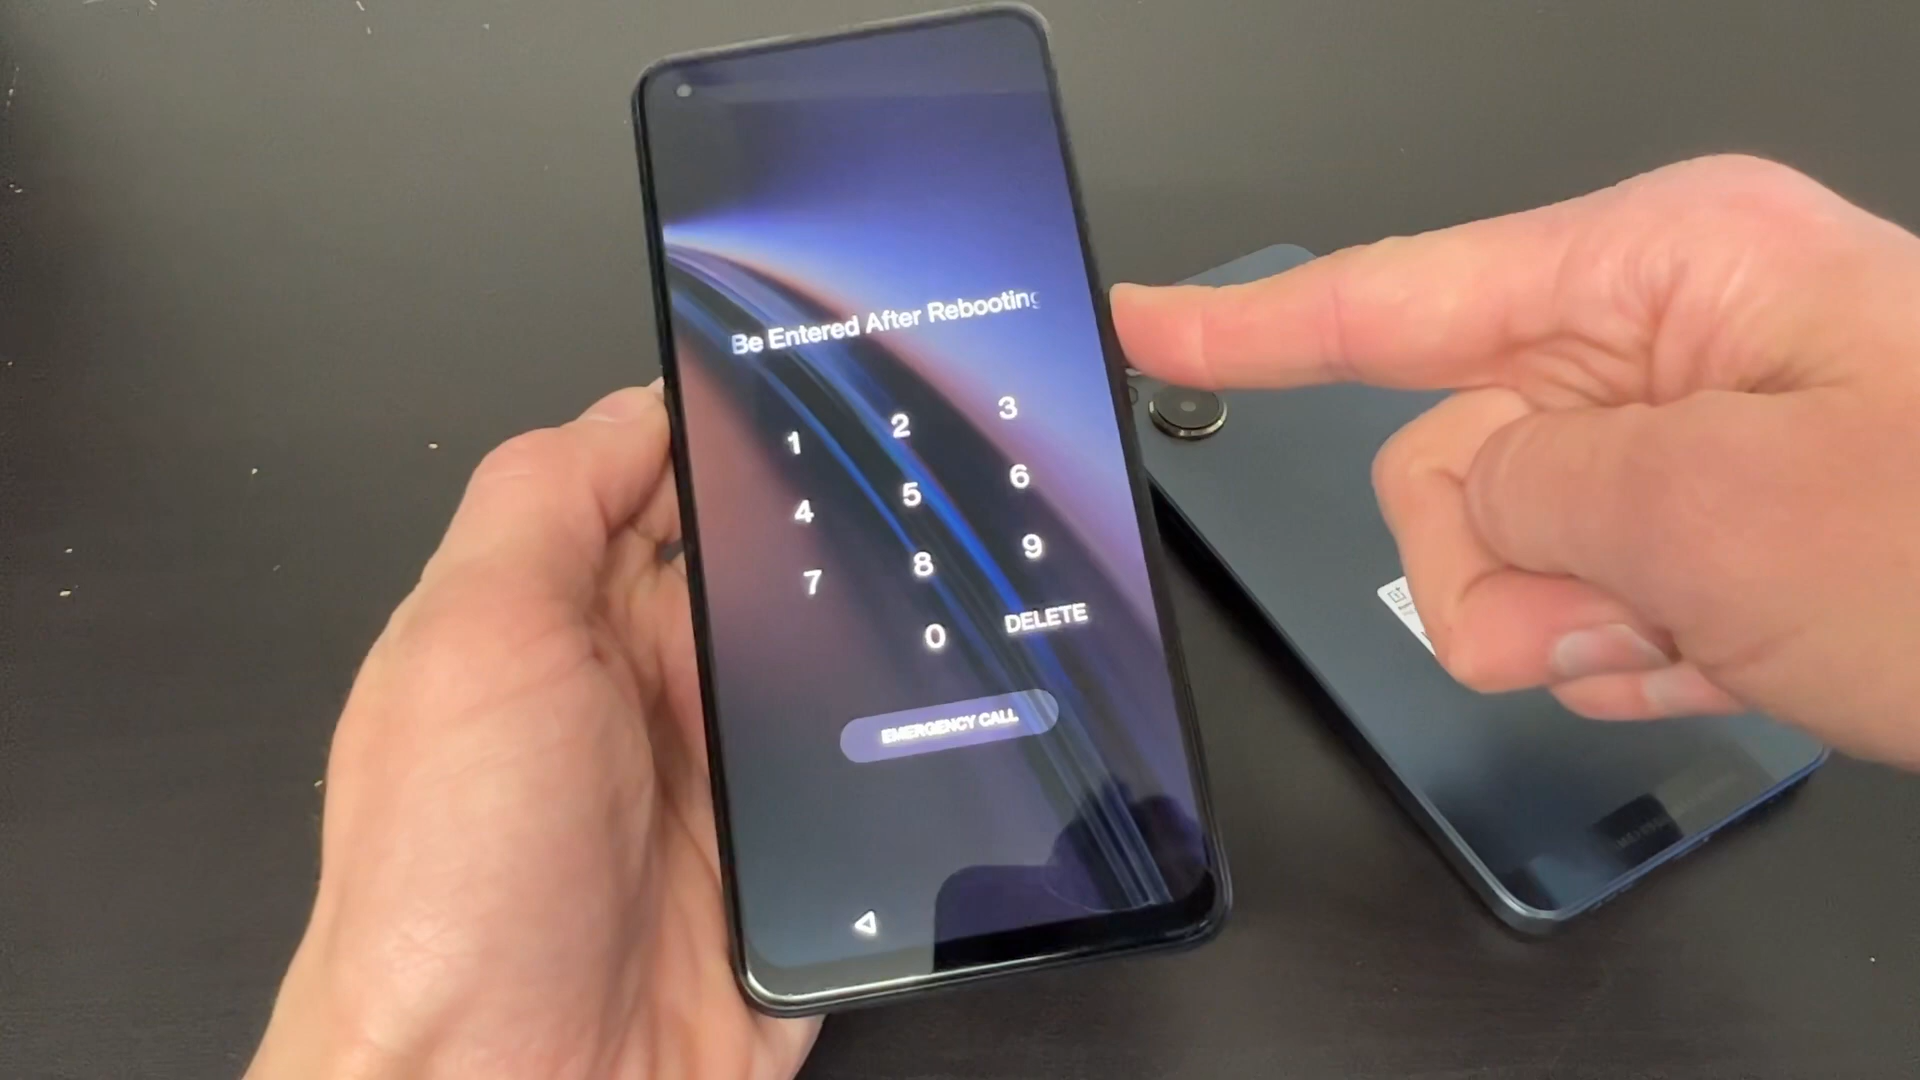 Be Entered After Rebooting
1 2 3
4 5 6
7 8 9
0 DELETE
EMERGENCY CALL